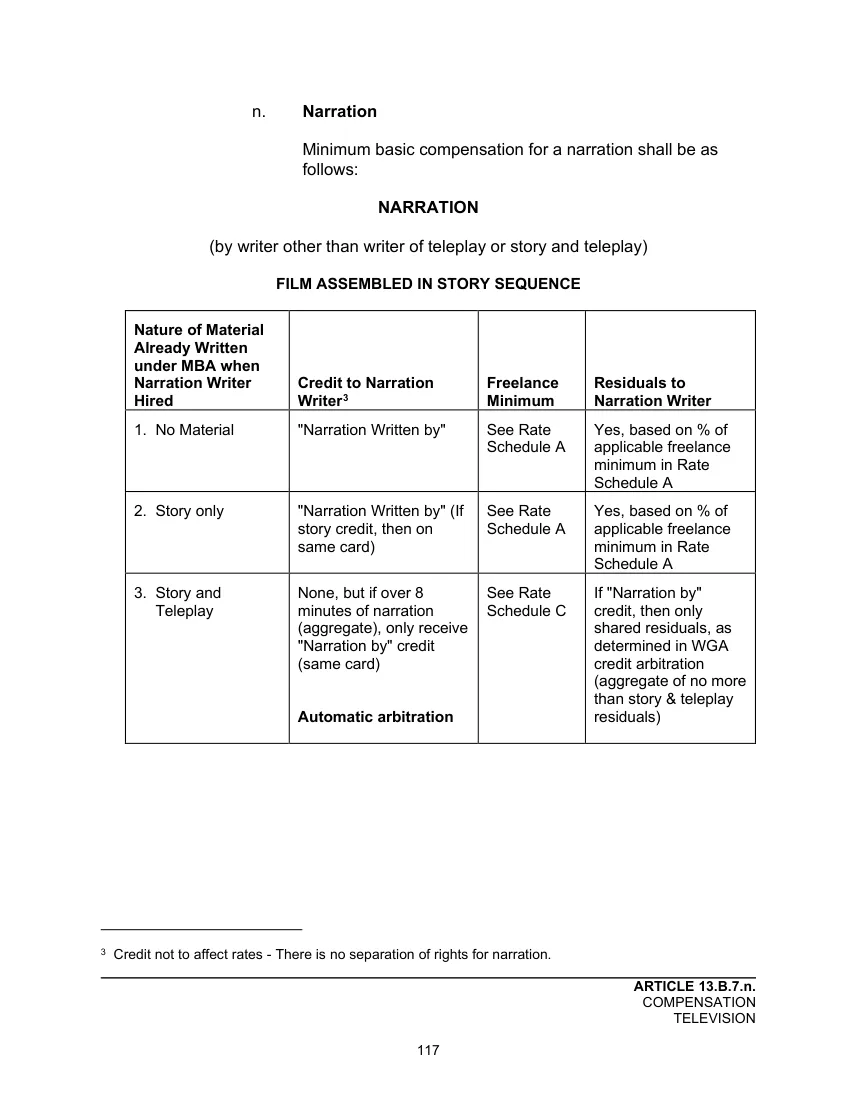 n. Narration
Minimum basic compensation for a narration shall be as
follows:
NARRATION
(by writer other than writer of teleplay or story and teleplay)
FILM ASSEMBLED IN STORY SEQUENCE
Nature of Material
Already Written
under MBA when
Narration Writer
Hired
Credit to Narration
Writer3
Freelance
Minimum
Residuals to
Narration Writer
1. No Material
"Narration Written by"
See Rate
Schedule A
Yes, based on % of
applicable freelance
minimum in Rate
Schedule A
2. Story only
"Narration Written by" (If
story credit, then on
same card)
See Rate
Schedule A
Yes, based on % of
applicable freelance
minimum in Rate
Schedule A
3. Story and
Teleplay
None, but if over 8
minutes of narration
(aggregate), only receive
"Narration by" credit
(same card)
Automatic arbitration
See Rate
Schedule C
If "Narration by"
credit, then only
shared residuals, as
determined in WGA
credit arbitration
(aggregate of no more
than story & teleplay
residuals)
3 Credit not to affect rates - There is no separation of rights for narration.
ARTICLE 13.B.7.n.
COMPENSATION
TELEVISION
117